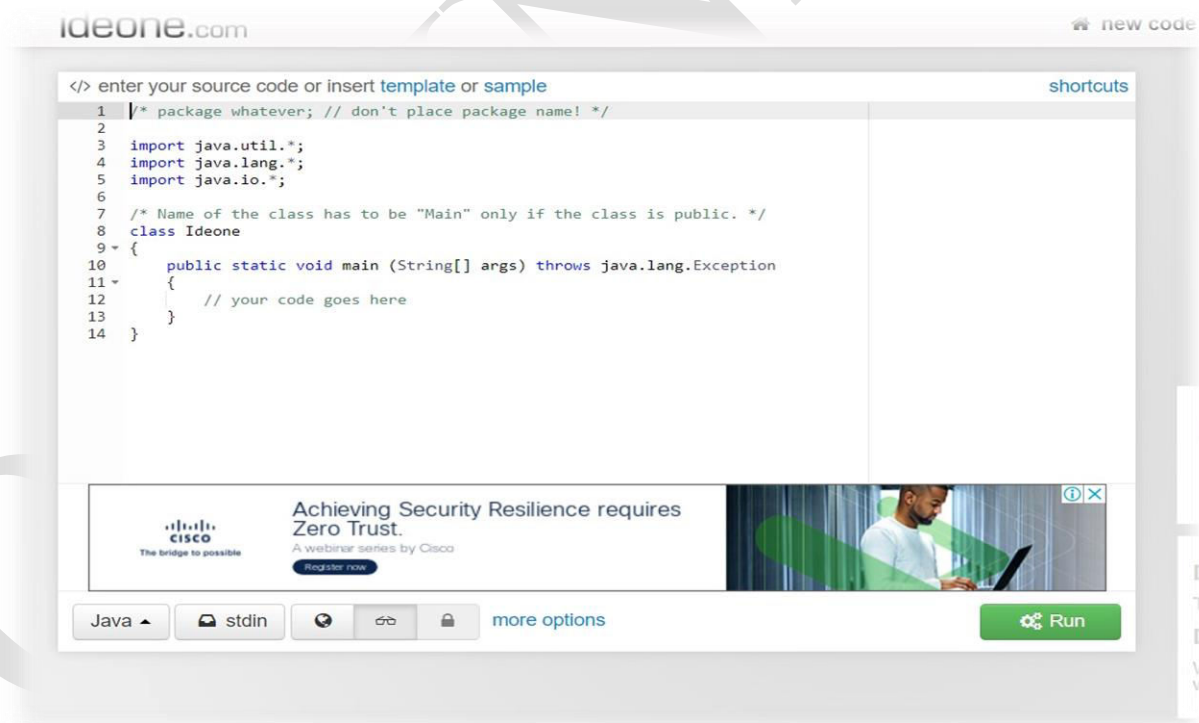 ideone.com
new code
</> enter your source code or insert template or sample
shortcuts
1 /* package whatever; // don't place package name! */
2
3 import java.util.*;
4 import java.lang.*;
5 import java.io.*;
6
7 /* Name of the class has to be "Main" only if the class is public. */
8 class Ideone
9 {
10 public static void main (String[] args) throws java.lang.Exception
11 {
12 // your code goes here
13 }
14 }
Achieving Security Resilience requires
Zero Trust.
A webinar series by Cisco
Register now
CISCO
The bridge to possible
Java
stdin
more options
Run